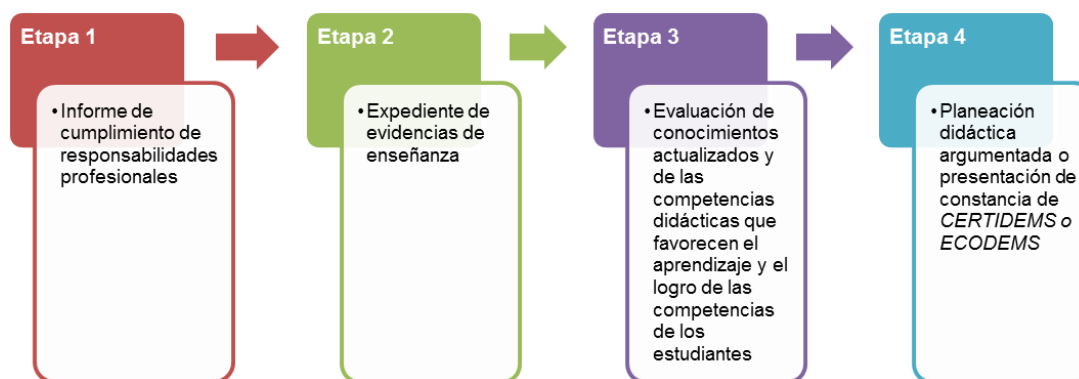 Etapa 1
• Informe de
cumplimiento de
responsabilidades
profesionales
Etapa 2
• Expediente de
evidencias de
enseñanza
Etapa 3
• Evaluación de
conocimientos
actualizados y
de las
competencias
didácticas que
favorecen el
aprendizaje y el
logro de las
competencias
de los
estudiantes
Etapa 4
• Planeación
didáctica
argumentada o
presentación de
constancia de
CERTIDEMS o
ECODEMS